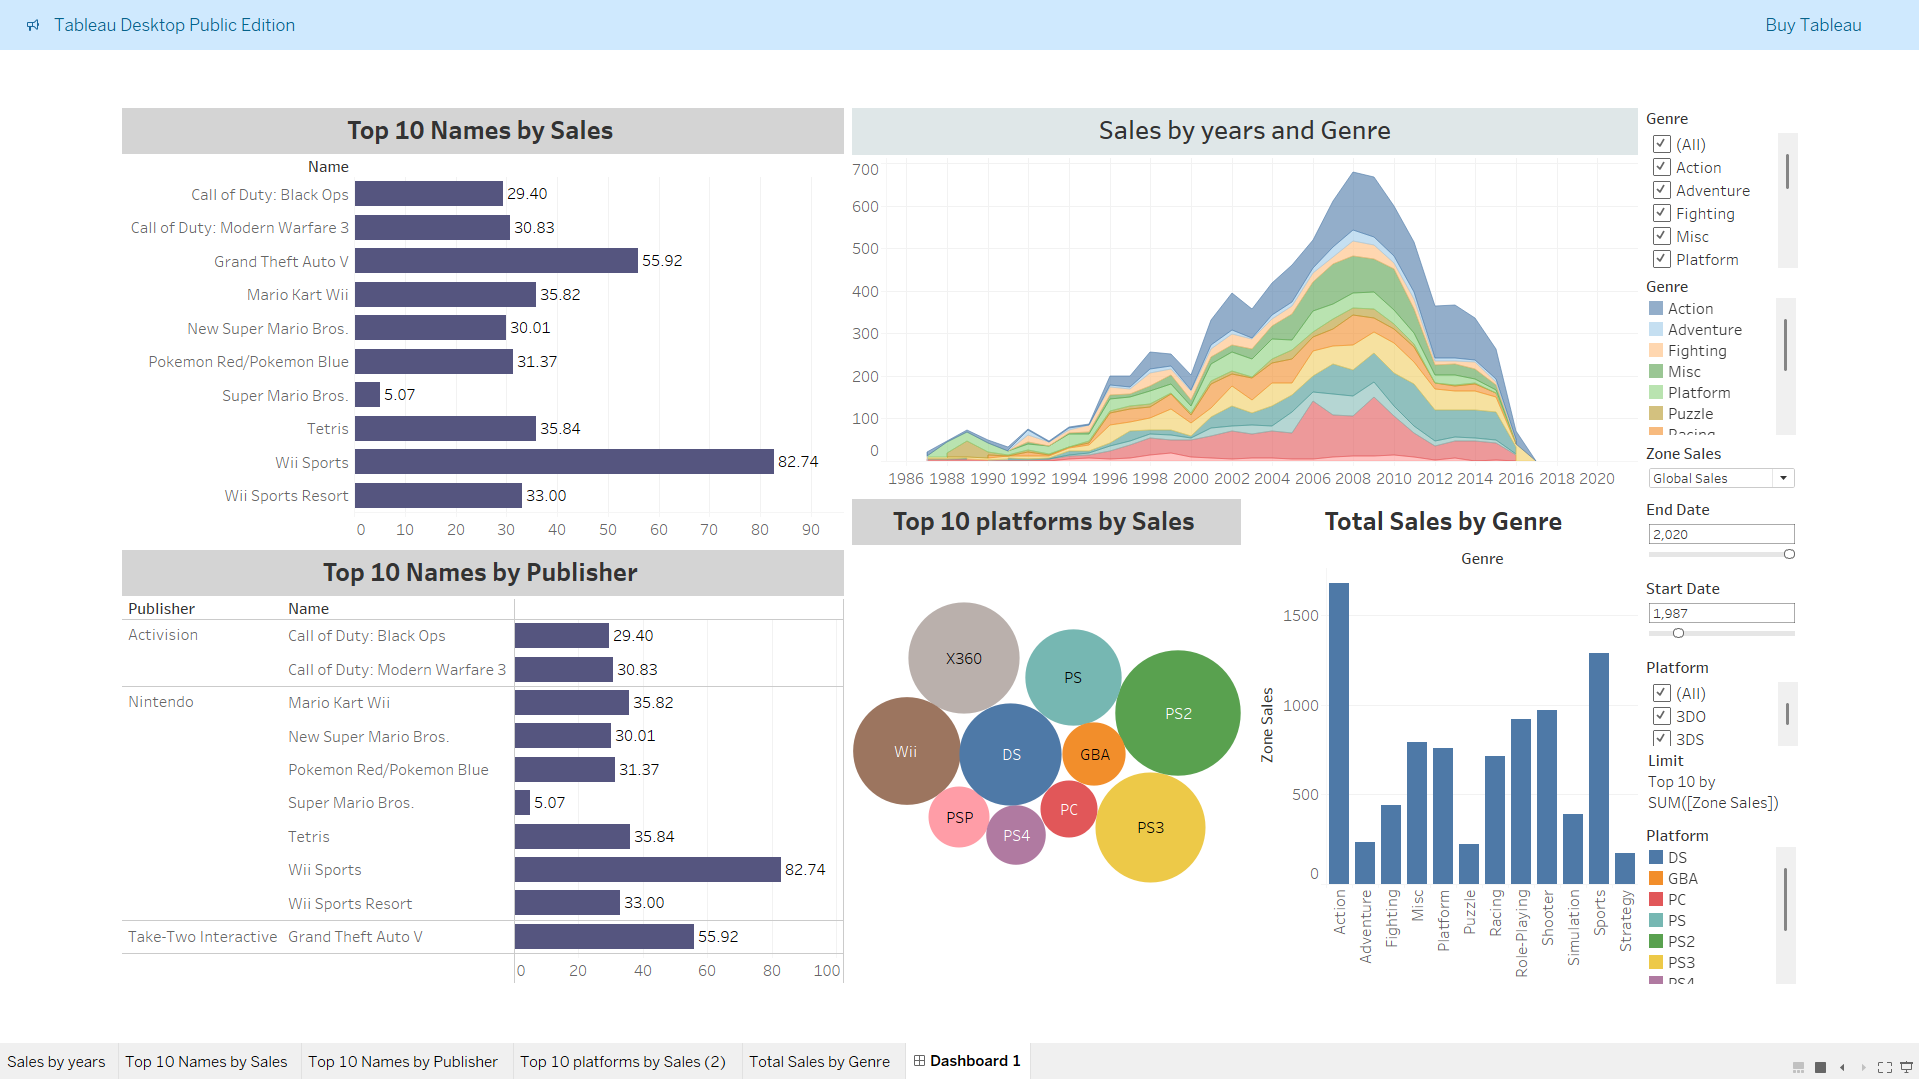 Tableau Desktop Public Edition
Buy Tableau
Top 10 Names by Sales
Name
Call of Duty: Black Ops 29.40
Call of Duty: Modern Warfare 3 30.83
Grand Theft Auto V 55.92
Mario Kart Wii 35.82
New Super Mario Bros. 30.01
Pokemon Red/Pokemon Blue 31.37
Super Mario Bros. 5.07
Tetris 35.84
Wii Sports 82.74
Wii Sports Resort 33.00
0 10 20 30 40 50 60 70 80 90
Top 10 Names by Publisher
Publisher Name
Activision Call of Duty: Black Ops 29.40
Call of Duty: Modern Warfare 3 30.83
Nintendo Mario Kart Wii 35.82
New Super Mario Bros. 30.01
Pokemon Red/Pokemon Blue 31.37
Super Mario Bros. 5.07
Tetris 35.84
Wii Sports 82.74
Wii Sports Resort 33.00
Take-Two Interactive Grand Theft Auto V 55.92
0 20 40 60 80 100
Sales by years and Genre
700
600
500
400
300
200
100
0
1986 1988 1990 1992 1994 1996 1998 2000 2002 2004 2006 2008 2010 2012 2014 2016 2018 2020
Top 10 platforms by Sales
X360
PS
PS2
Wii
DS
GBA
PSP
PS4
PC
PS3
Total Sales by Genre
Genre
Zone Sales
1500
1000
500
0
Action
Adventure
Fighting
Misc
Platform
Puzzle
Racing
Role-Playing
Shooter
Simulation
Sports
Strategy
Genre
(All)
Action
Adventure
Fighting
Misc
Platform
Genre
Action
Adventure
Fighting
Misc
Platform
Puzzle
Racing
Zone Sales
Global Sales
End Date
2,020
Start Date
1,987
Platform
(All)
3DO
3DS
Limit
Top 10 by
SUM([Zone Sales])
Platform
DS
GBA
PC
PS
PS2
PS3
PS4
Sales by years
Top 10 Names by Sales
Top 10 Names by Publisher
Top 10 platforms by Sales (2)
Total Sales by Genre
Dashboard 1